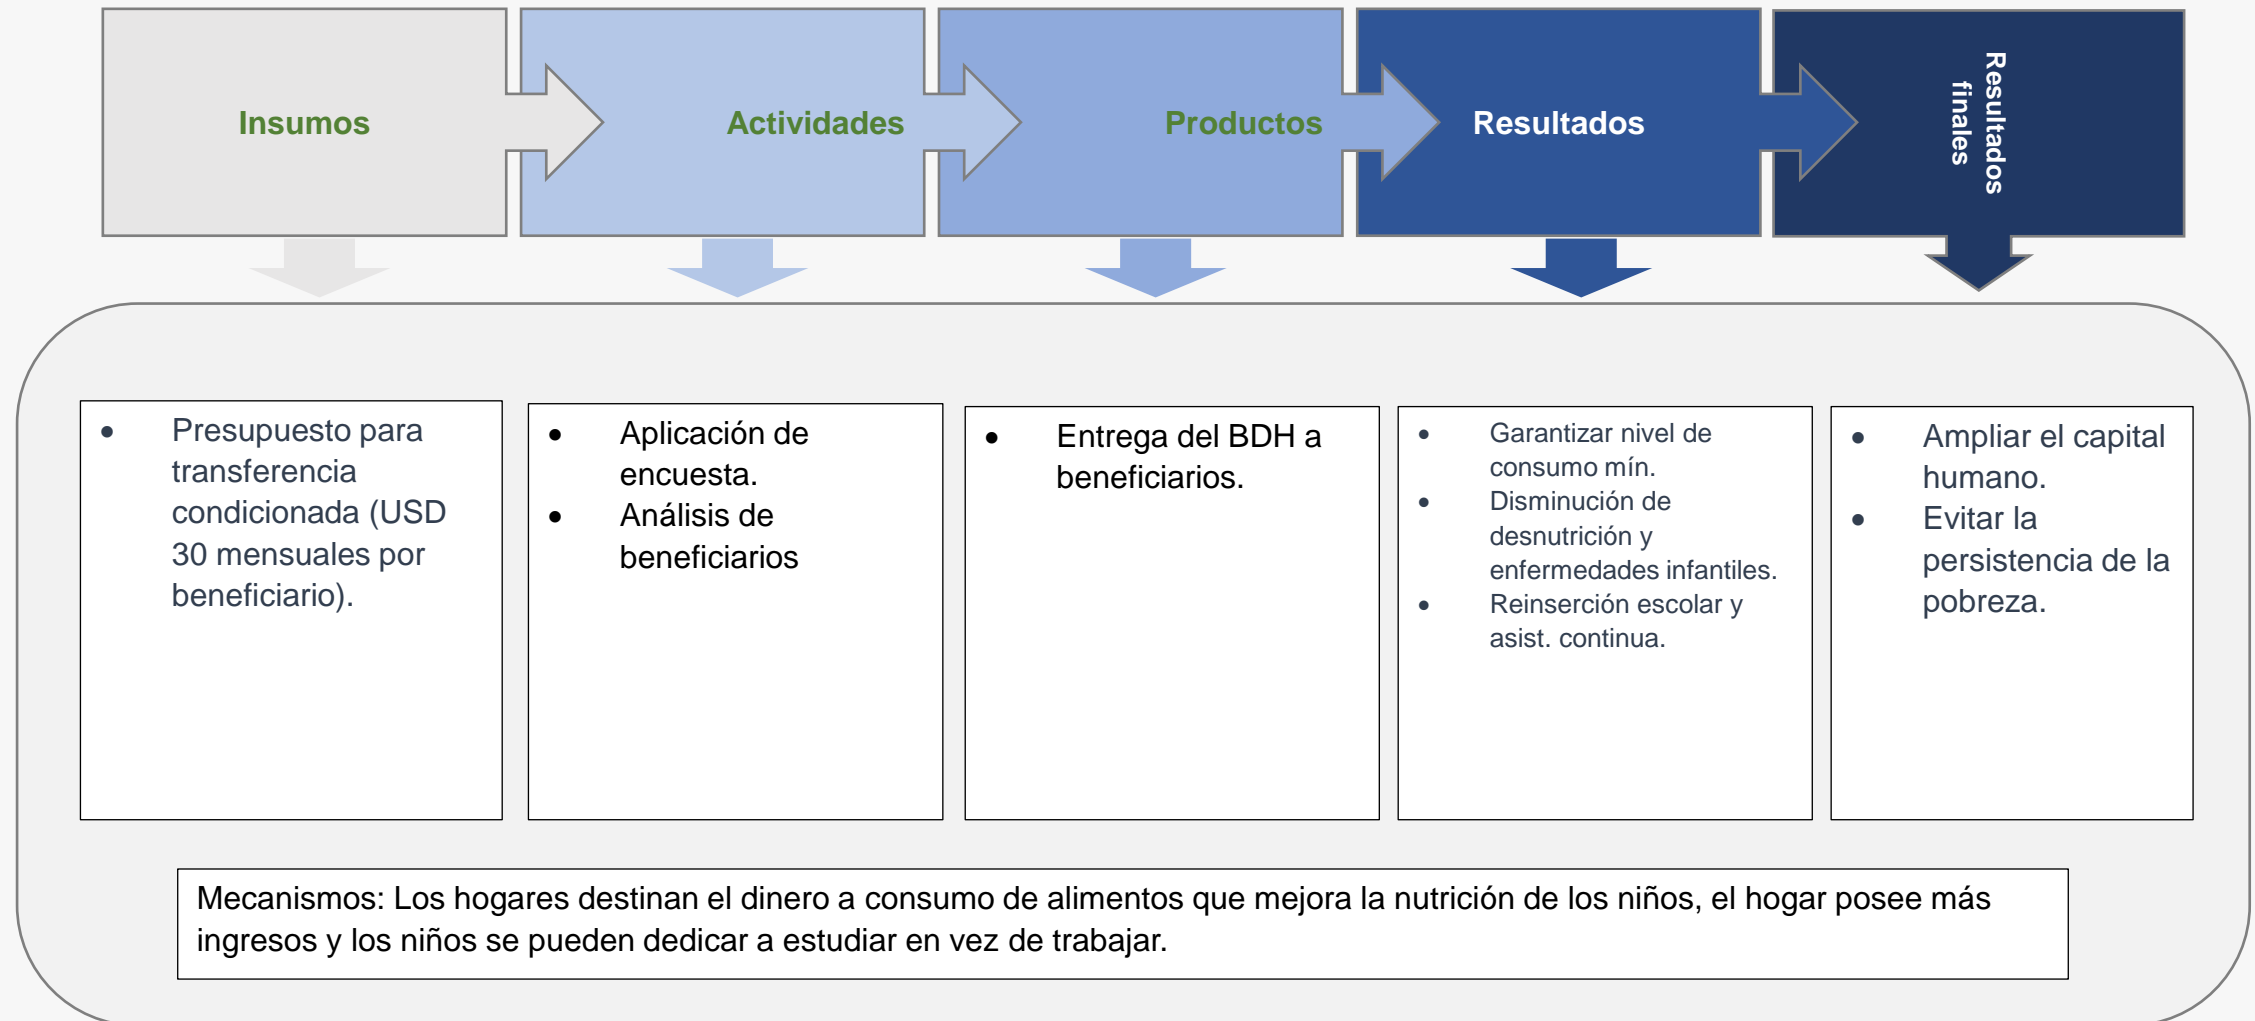 Insumos
Actividades
Productos
Resultados
Resultados
finales
• Presupuesto para
transferencia
condicionada (USD
30 mensuales por
beneficiario).
• Aplicación de
encuesta.
• Análisis de
beneficiarios
• Entrega del BDH a
beneficiarios.
• Garantizar nivel de
consumo mín.
• Disminución de
desnutrición y
enfermedades infantiles.
• Reinserción escolar y
asist. continua.
• Ampliar el capital
humano.
• Evitar la
persistencia de la
pobreza.
Mecanismos: Los hogares destinan el dinero a consumo de alimentos que mejora la nutrición de los niños, el hogar posee más
ingresos y los niños se pueden dedicar a estudiar en vez de trabajar.